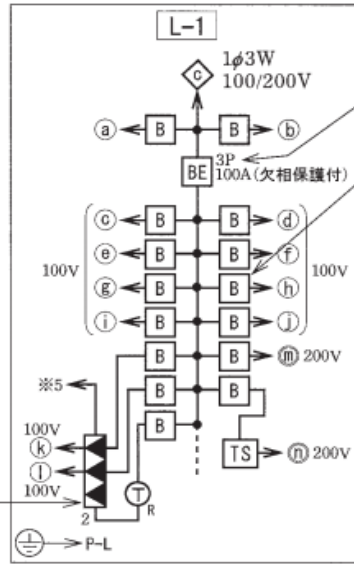 L-1
1φ3W
100/200V
c
a B B b
BE 3P
100A(欠相保護付)
c B B d
e B B f
100V g B B h 100V
i B B j
B B m 200V
※5 B B
100V B
k
l TS n 200V
100V T
R
2
P-L